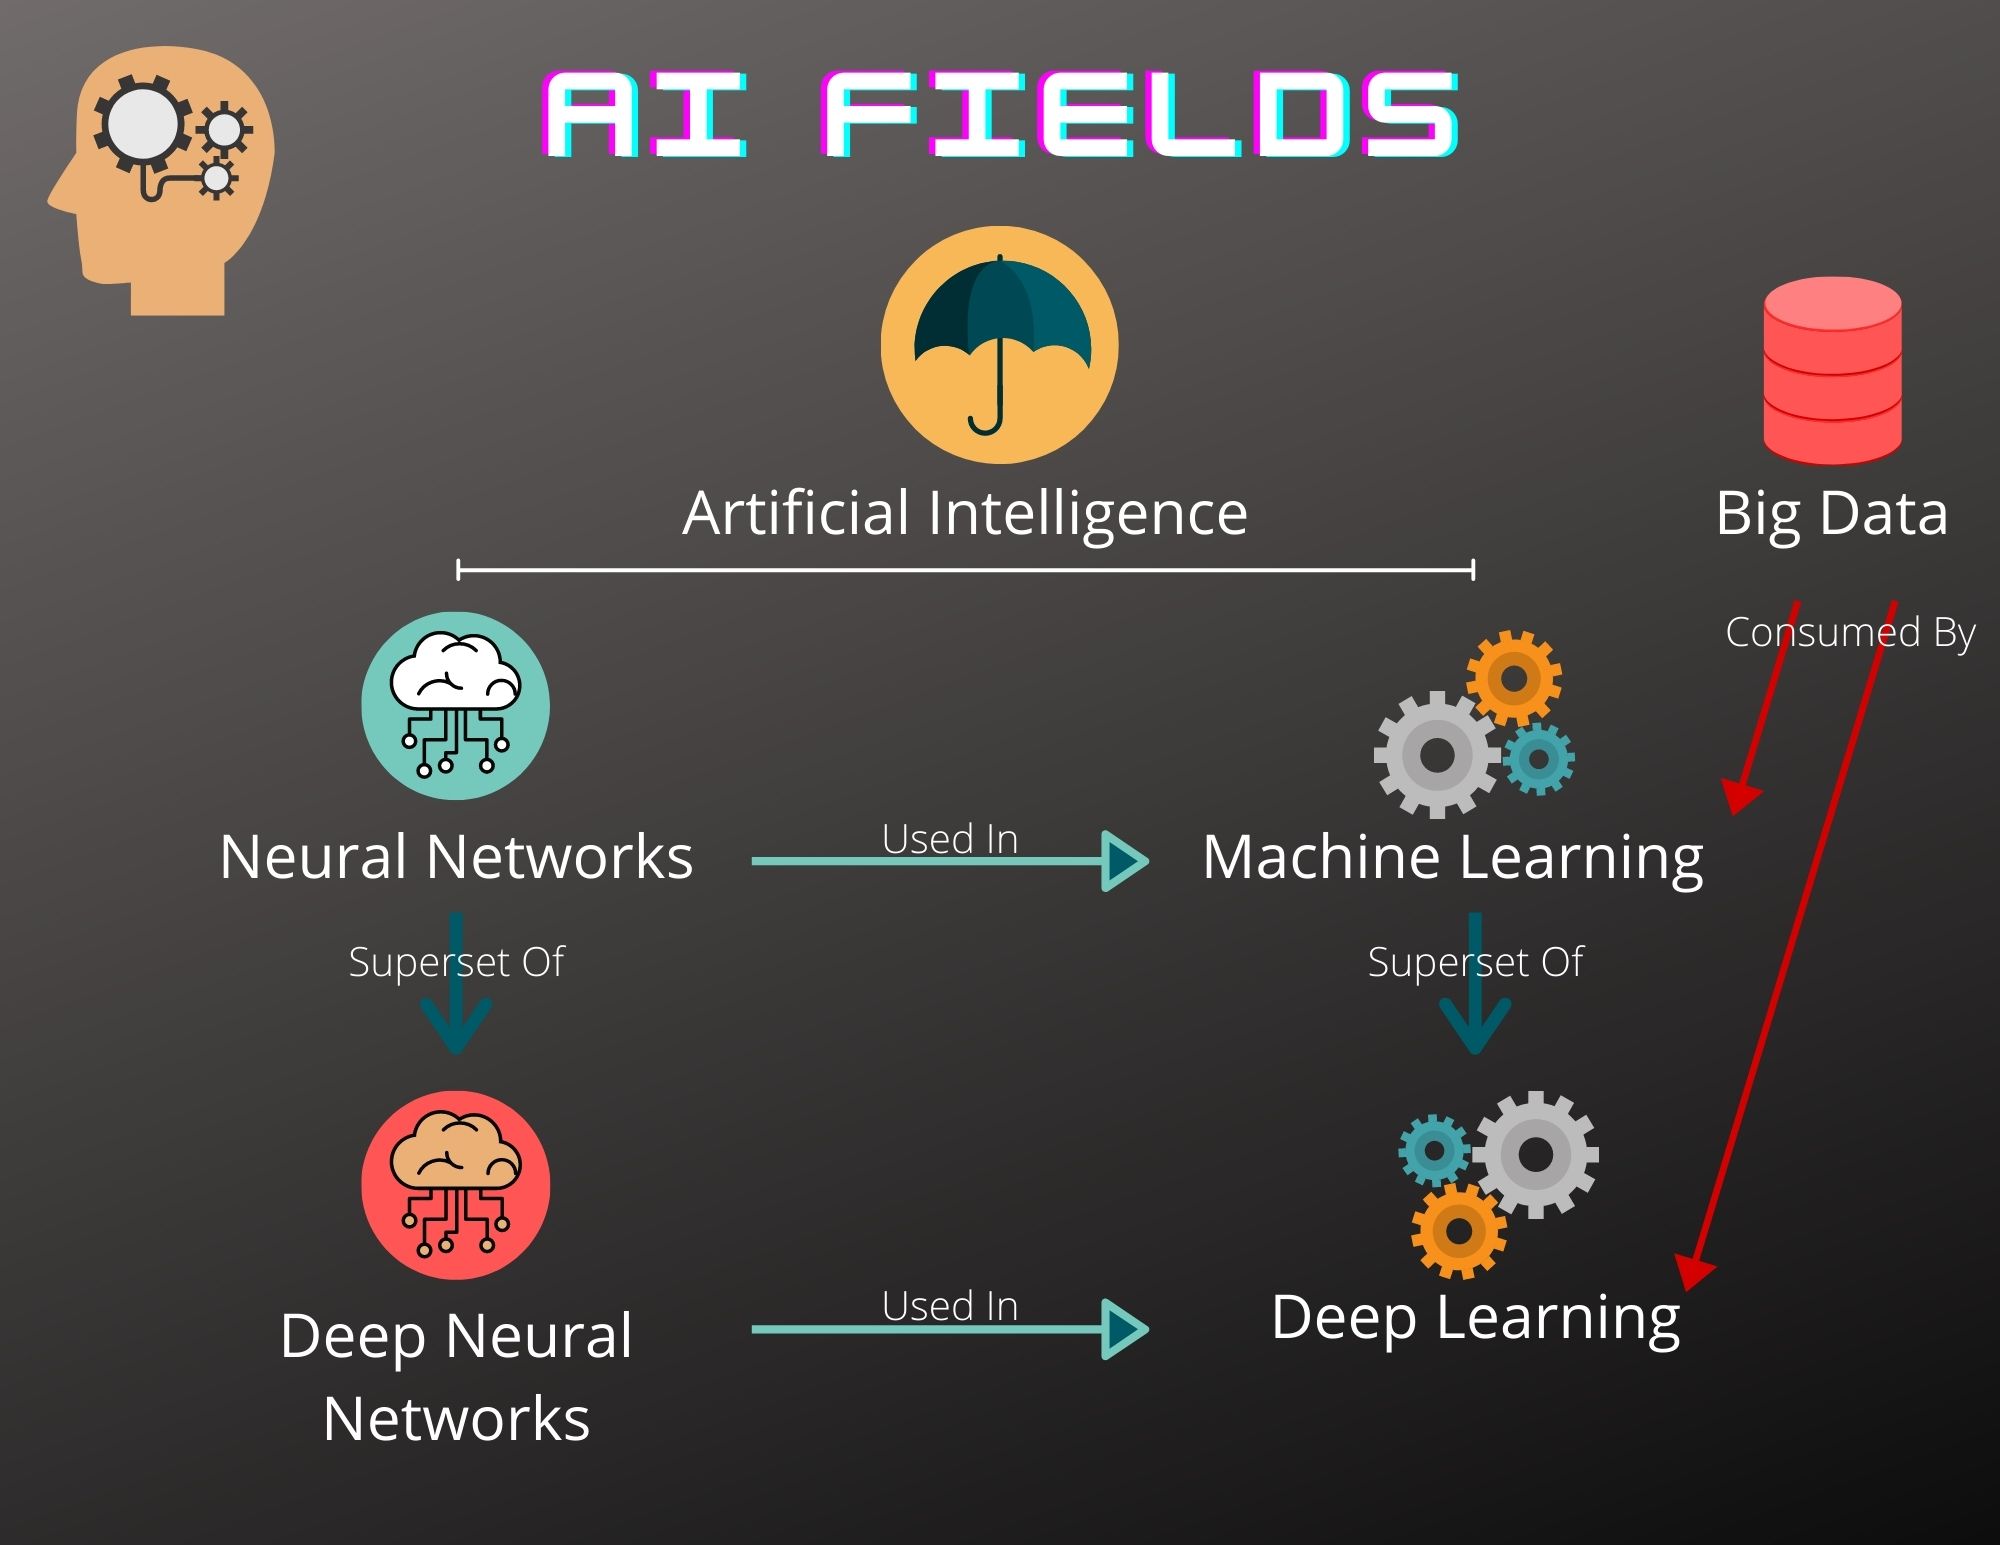 AI FIELDS
Artificial Intelligence
Big Data
Consumed By
Neural Networks
Used In
Machine Learning
Superset Of
Superset Of
Deep Neural
Networks
Used In
Deep Learning